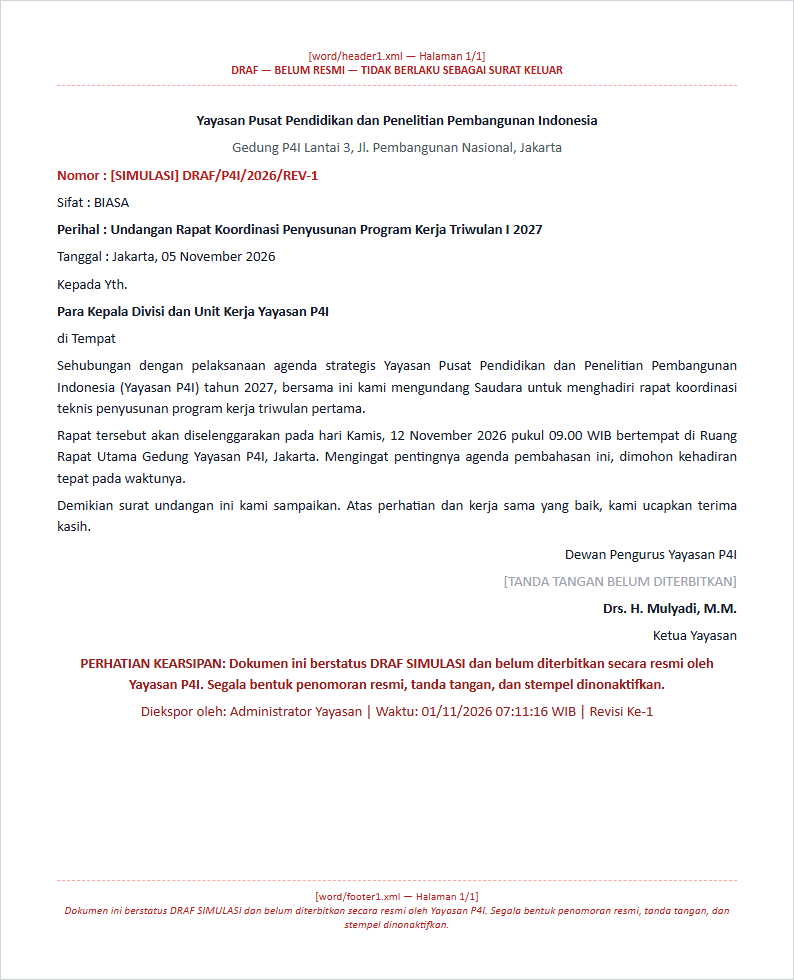 [word/header1.xml — Halaman 1/1]
DRAF — BELUM RESMI — TIDAK BERLAKU SEBAGAI SURAT KELUAR
Yayasan Pusat Pendidikan dan Penelitian Pembangunan Indonesia
Gedung P4I Lantai 3, Jl. Pembangunan Nasional, Jakarta
Nomor : [SIMULASI] DRAF/P4I/2026/REV-1
Sifat : BIASA
Perihal : Undangan Rapat Koordinasi Penyusunan Program Kerja Triwulan I 2027
Tanggal : Jakarta, 05 November 2026
Kepada Yth.
Para Kepala Divisi dan Unit Kerja Yayasan P4I
di Tempat
Sehubungan dengan pelaksanaan agenda strategis Yayasan Pusat Pendidikan dan Penelitian Pembangunan
Indonesia (Yayasan P4I) tahun 2027, bersama ini kami mengundang Saudara untuk menghadiri rapat koordinasi
teknis penyusunan program kerja triwulan pertama.
Rapat tersebut akan diselenggarakan pada hari Kamis, 12 November 2026 pukul 09.00 WIB bertempat di Ruang
Rapat Utama Gedung Yayasan P4I, Jakarta. Mengingat pentingnya agenda pembahasan ini, dimohon kehadiran
tepat pada waktunya.
Demikian surat undangan ini kami sampaikan. Atas perhatian dan kerja sama yang baik, kami ucapkan terima
kasih.
Dewan Pengurus Yayasan P4I
[TANDA TANGAN BELUM DITERBITKAN]
Drs. H. Mulyadi, M.M.
Ketua Yayasan
PERHATIAN KEARSIPAN: Dokumen ini berstatus DRAF SIMULASI dan belum diterbitkan secara resmi oleh
Yayasan P4I. Segala bentuk penomoran resmi, tanda tangan, dan stempel dinonaktifkan.
Diekspor oleh: Administrator Yayasan | Waktu: 01/11/2026 07:11:16 WIB | Revisi Ke-1
[word/footer1.xml — Halaman 1/1]
Dokumen ini berstatus DRAF SIMULASI dan belum diterbitkan secara resmi oleh Yayasan P4I. Segala bentuk penomoran resmi, tanda tangan, dan
stempel dinonaktifkan.